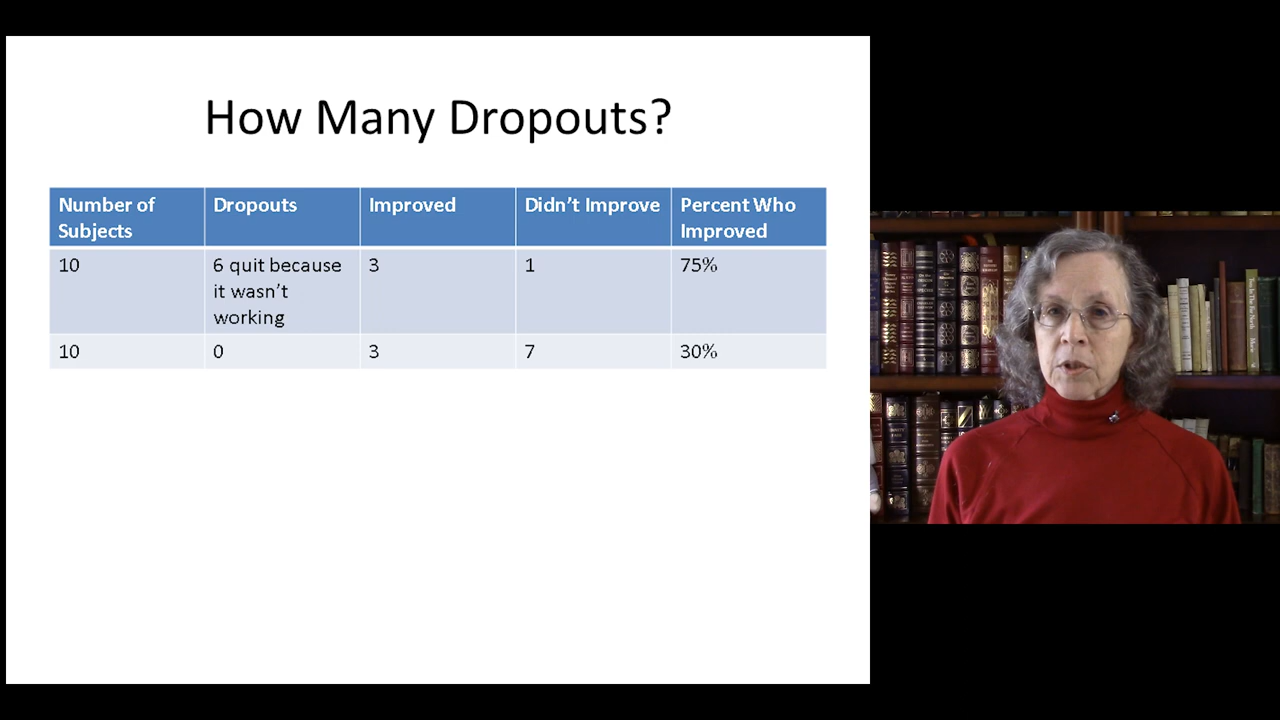 How Many Dropouts?
Number of Subjects
Dropouts
Improved
Didn't Improve
Percent Who Improved
10
6 quit because it wasn't working
3
1
75%
10
0
3
7
30%